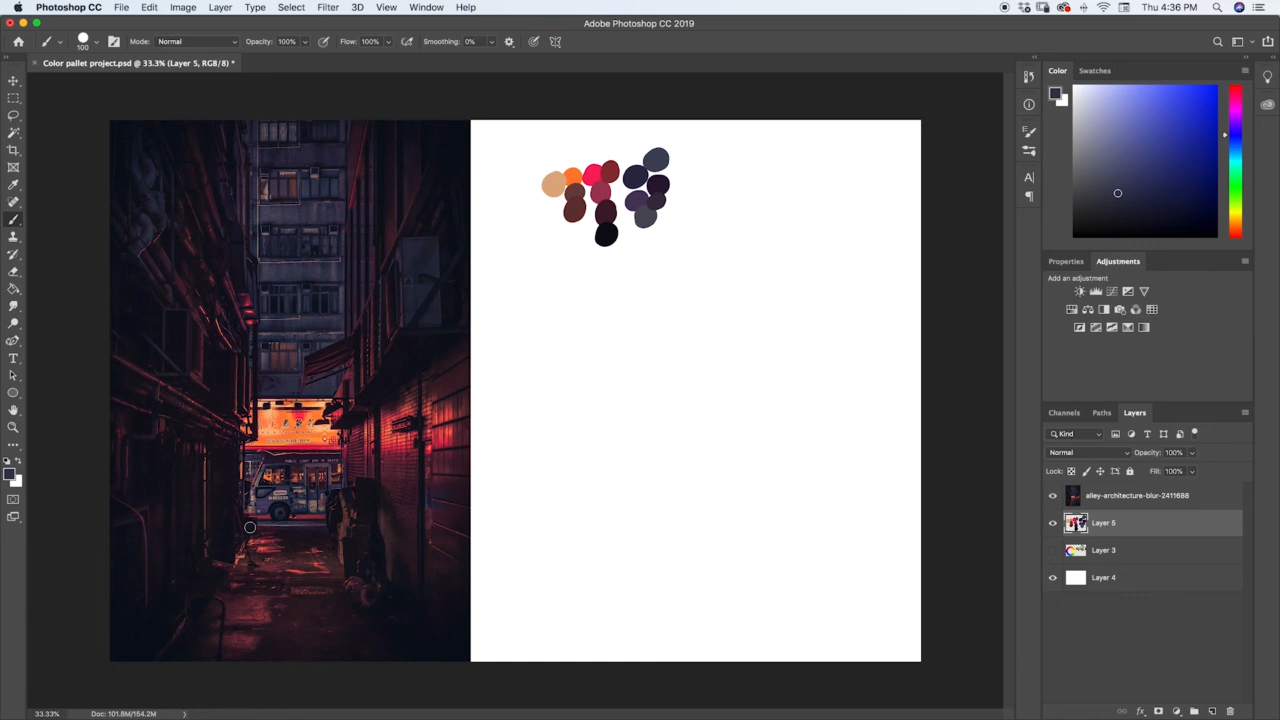 Photoshop CC File Edit Image Layer Type Select Filter 3D View Window Help Thu 4:36 PM
Adobe Photoshop CC 2019
100 Mode: Normal Opacity: 100% Flow: 100% Smoothing: 0%
Color pallet project.psd @ 33.3% (Layer 5, RGB/8) *
Color Swatches
Properties Adjustments
Add an adjustment
Channels Paths Layers
Kind
Normal Opacity: 100%
Lock: Fill: 100%
alley-architecture-blur-2411688
Layer 5
Layer 3
Layer 4
33.33% Doc: 101.8M/154.2M